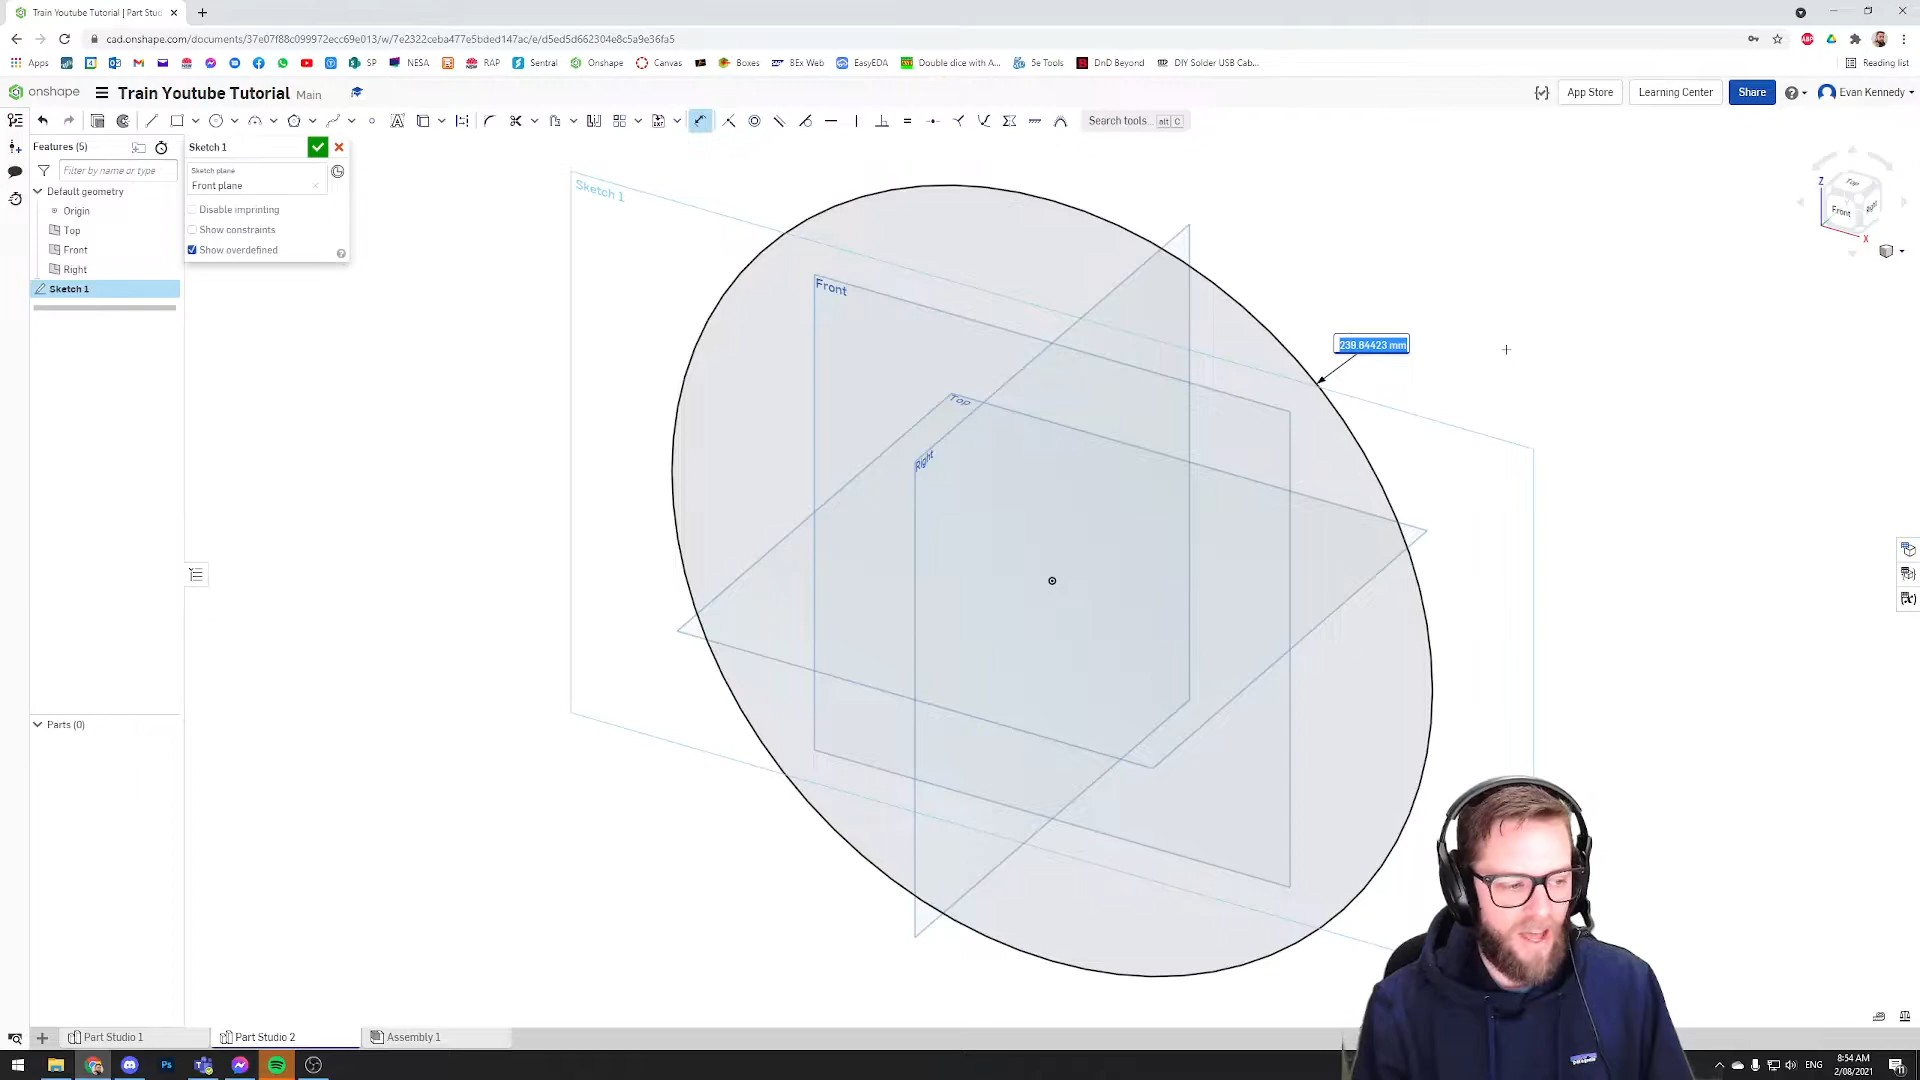 Train Youtube Tutorial | Part Stud
cad.onshape.com/documents/37e07f88c099972ecc69e013/w/7e2322ceba477e5bded147ac/e/d5ed5d662304e8c5a9e36fa5
Apps SP NESA RAP Sentral Onshape Canvas Boxes BEx Web EasyEDA Double dice with A... 5e Tools DnD Beyond DIY Solder USB Cab... Reading list
onshape Train Youtube Tutorial Main App Store Learning Center Share Evan Kennedy
Search tools... alt C
Features (5)
Filter by name or type
Default geometry
Origin
Top
Front
Right
Sketch 1
Sketch 1
Sketch plane
Front plane
Disable imprinting
Show constraints
Show overdefined
Sketch 1
Front
Top
Right
239.84423 mm
Z
Top
Front
Right
X
Parts (0)
Part Studio 1 Part Studio 2 Assembly 1
ENG
8:54 AM
2/08/2021